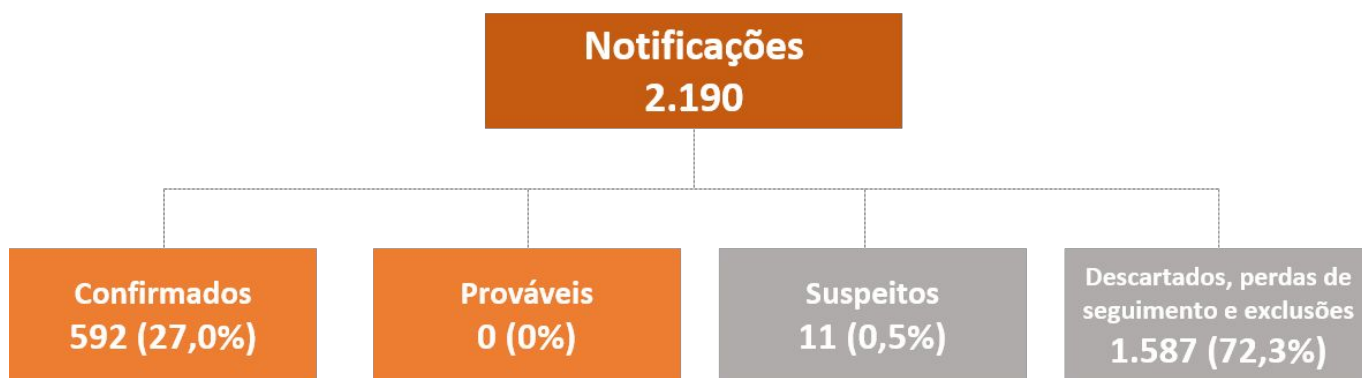 Notificações
2.190
Confirmados
592 (27,0%)
Prováveis
0 (0%)
Suspeitos
11 (0,5%)
Descartados, perdas de
seguimento e exclusões
1.587 (72,3%)